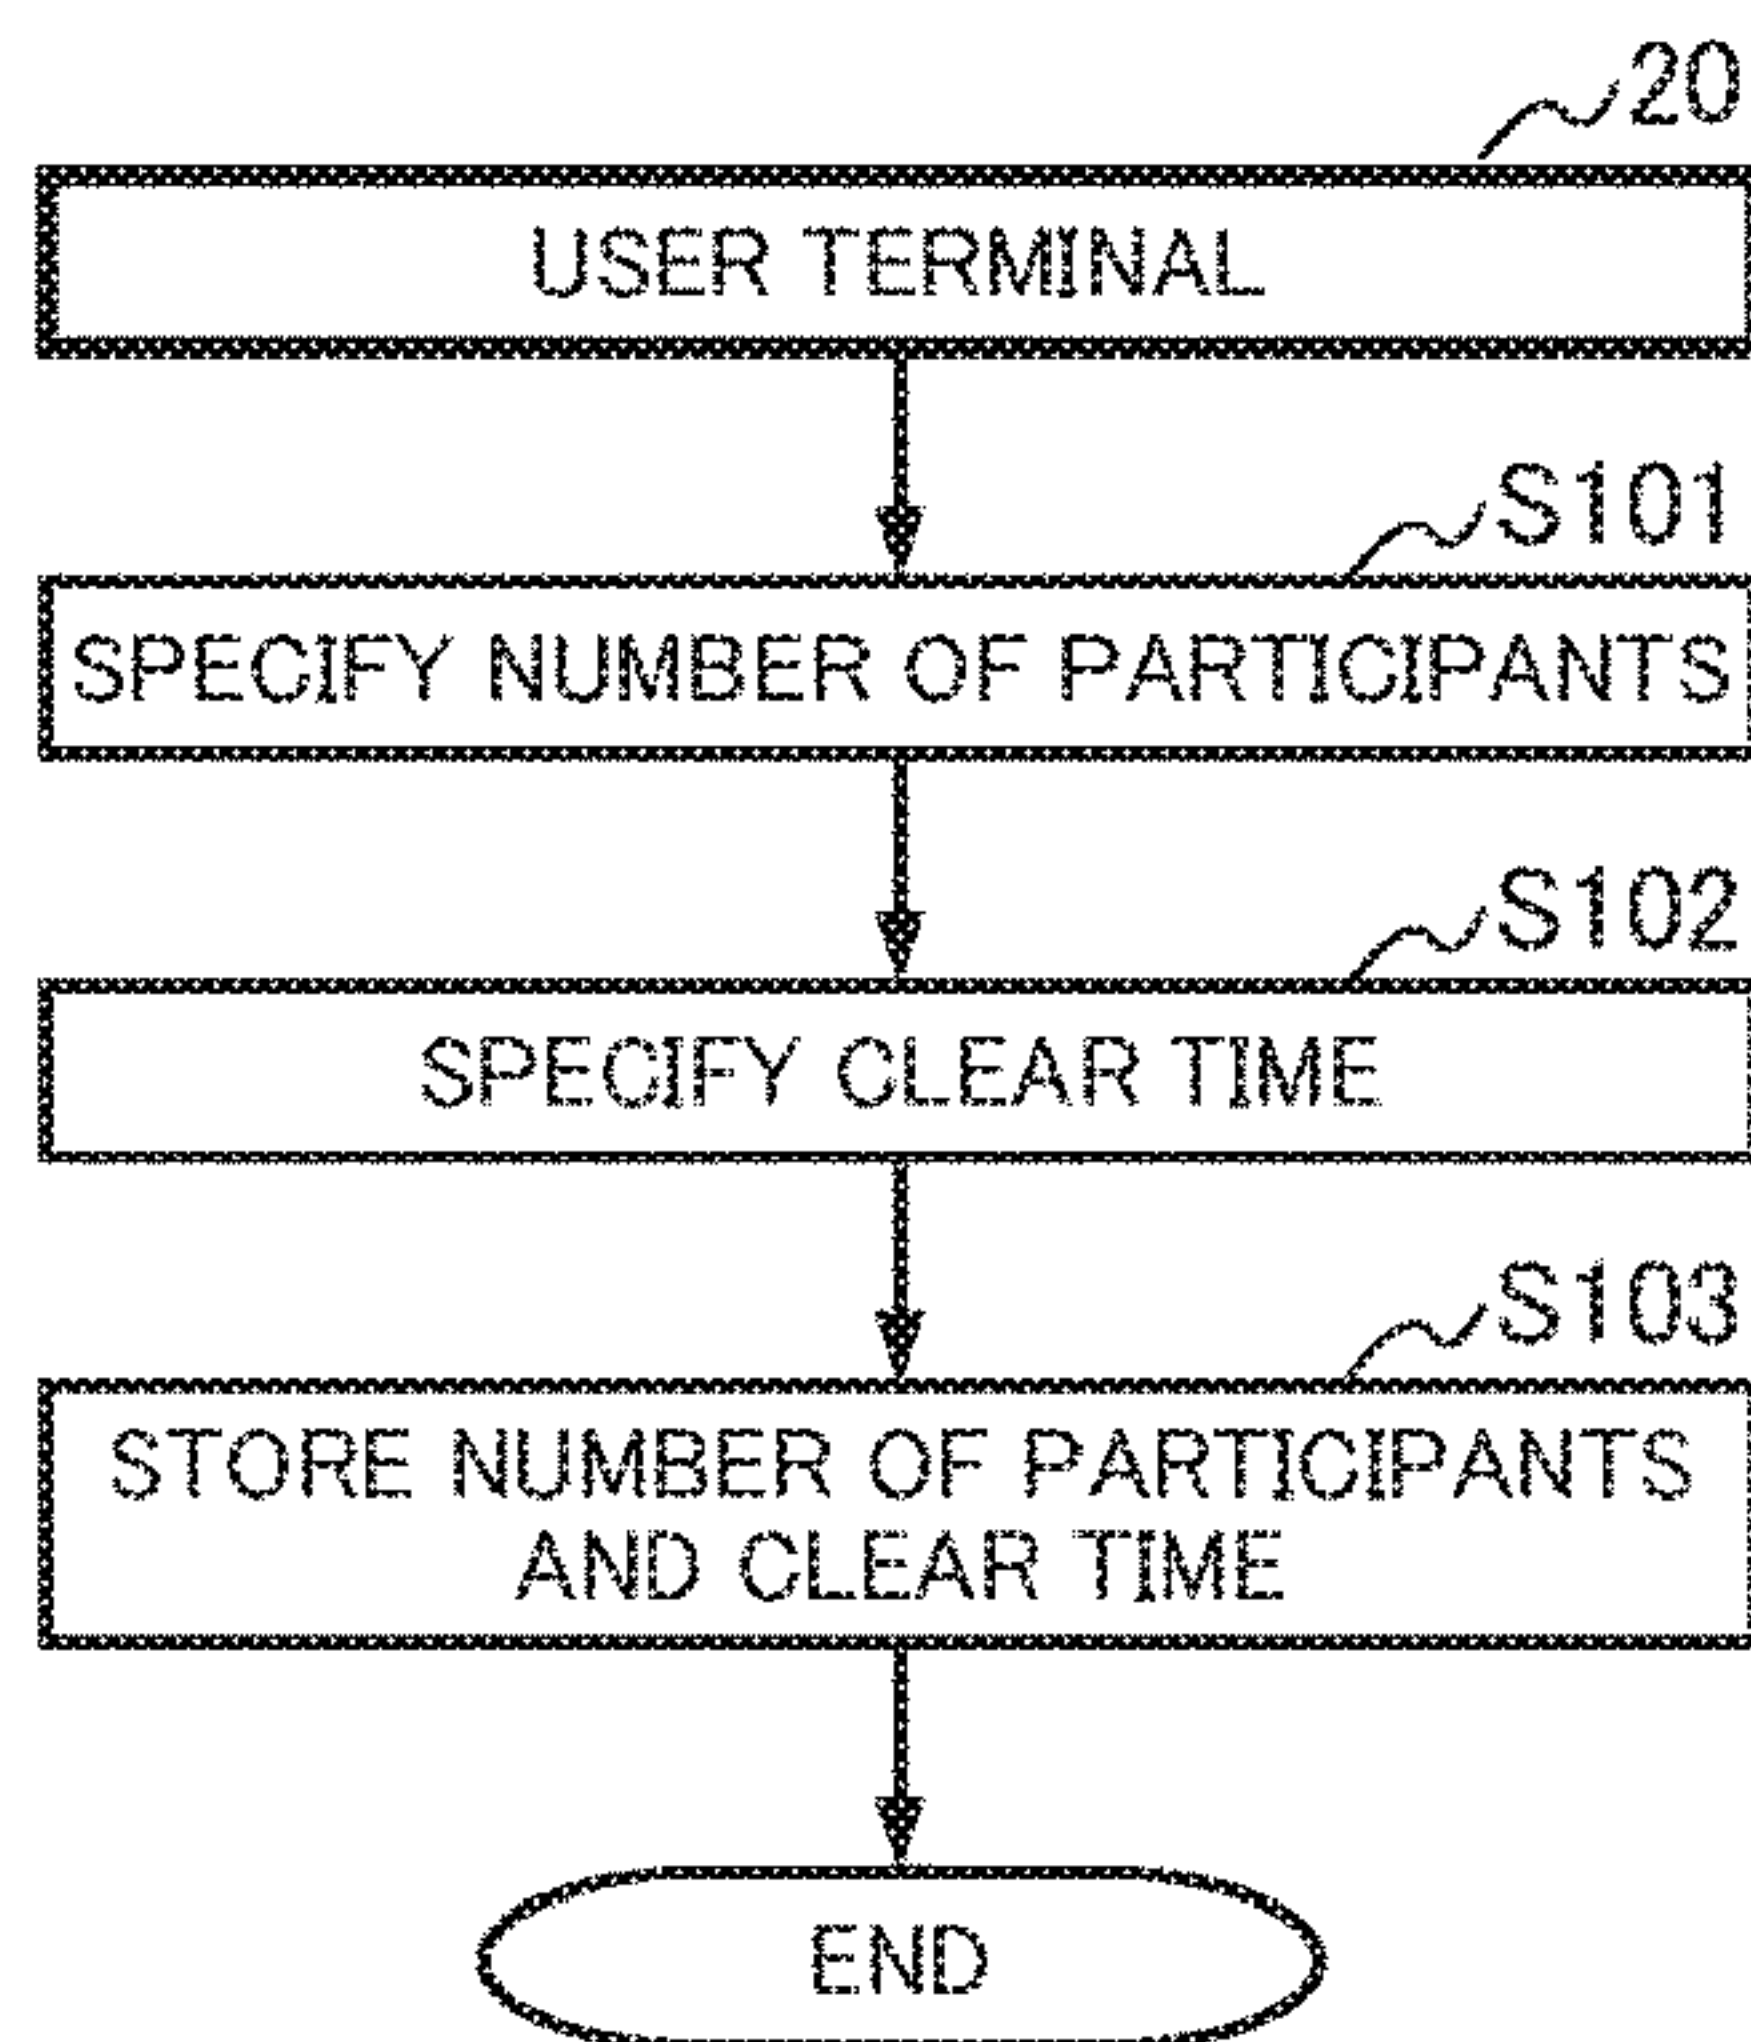 20
USER TERMINAL
S101
SPECIFY NUMBER OF PARTICIPANTS
S102
SPECIFY CLEAR TIME
S103
STORE NUMBER OF PARTICIPANTS
AND CLEAR TIME
END